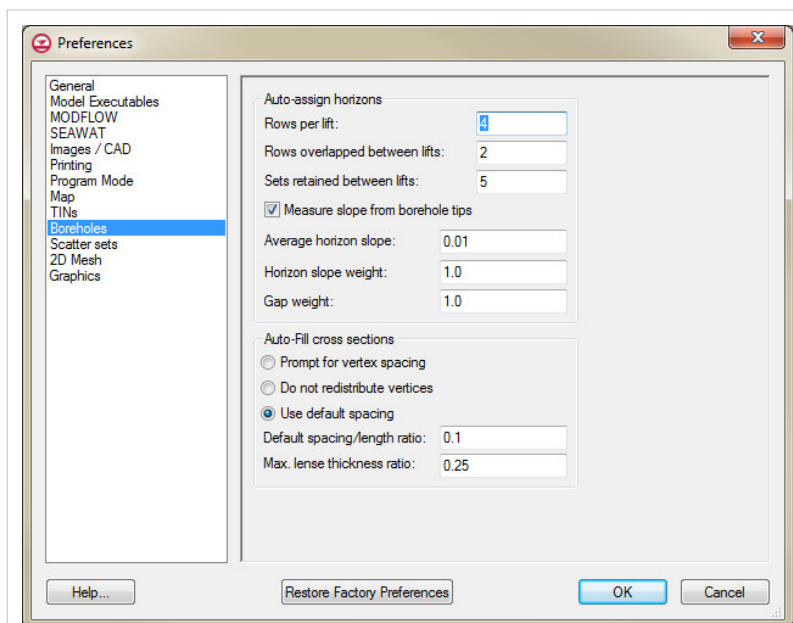 Preferences
General
Model Executables
MODFLOW
SEAWAT
Images / CAD
Printing
Program Mode
Map
TINs
Boreholes
Scatter sets
2D Mesh
Graphics
Auto-assign horizons
Rows per lift: 4
Rows overlapped between lifts: 2
Sets retained between lifts: 5
Measure slope from borehole tips
Average horizon slope: 0.01
Horizon slope weight: 1.0
Gap weight: 1.0
Auto-Fill cross sections
Prompt for vertex spacing
Do not redistribute vertices
Use default spacing
Default spacing/length ratio: 0.1
Max. lense thickness ratio: 0.25
Help... Restore Factory Preferences OK Cancel